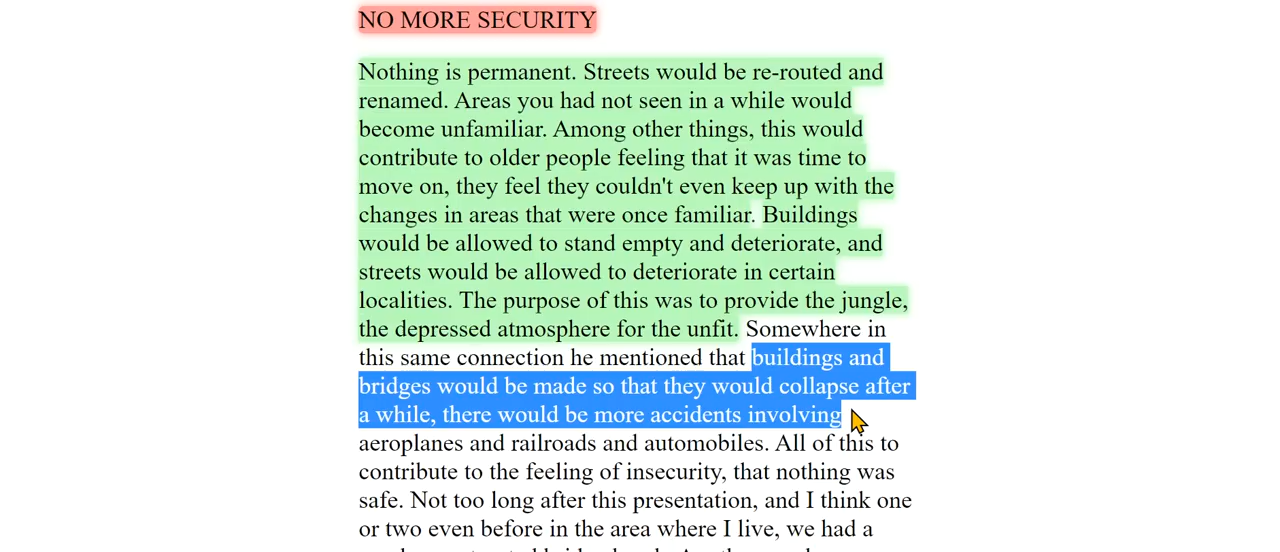 NO MORE SECURITY
Nothing is permanent. Streets would be re-routed and
renamed. Areas you had not seen in a while would
become unfamiliar. Among other things, this would
contribute to older people feeling that it was time to
move on, they feel they couldn't even keep up with the
changes in areas that were once familiar. Buildings
would be allowed to stand empty and deteriorate, and
streets would be allowed to deteriorate in certain
localities. The purpose of this was to provide the jungle,
the depressed atmosphere for the unfit. Somewhere in
this same connection he mentioned that buildings and
bridges would be made so that they would collapse after
a while, there would be more accidents involving
aeroplanes and railroads and automobiles. All of this to
contribute to the feeling of insecurity, that nothing was
safe. Not too long after this presentation, and I think one
or two even before in the area where I live, we had a